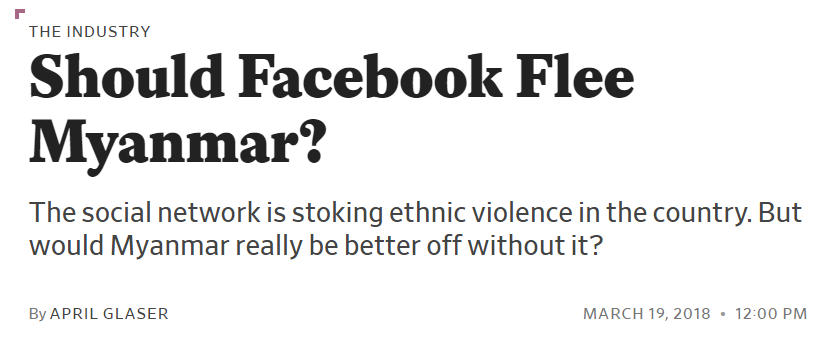 THE INDUSTRY
Should Facebook Flee
Myanmar?
The social network is stoking ethnic violence in the country. But
would Myanmar really be better off without it?
By APRIL GLASER
MARCH 19, 2018 • 12:00 PM